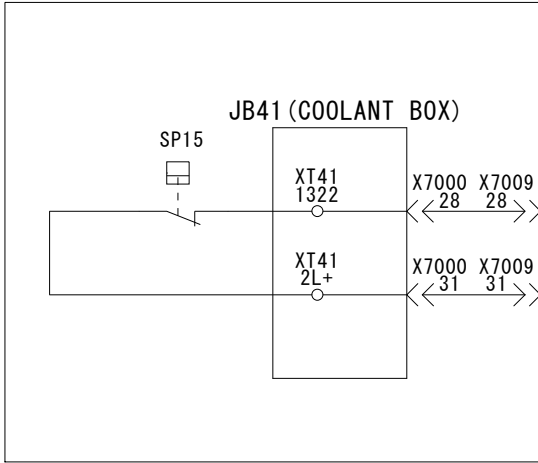 JB41(COOLANT BOX)
SP15
XT41
1322
X7000 X7009
28 28
XT41
2L+
X7000 X7009
31 31